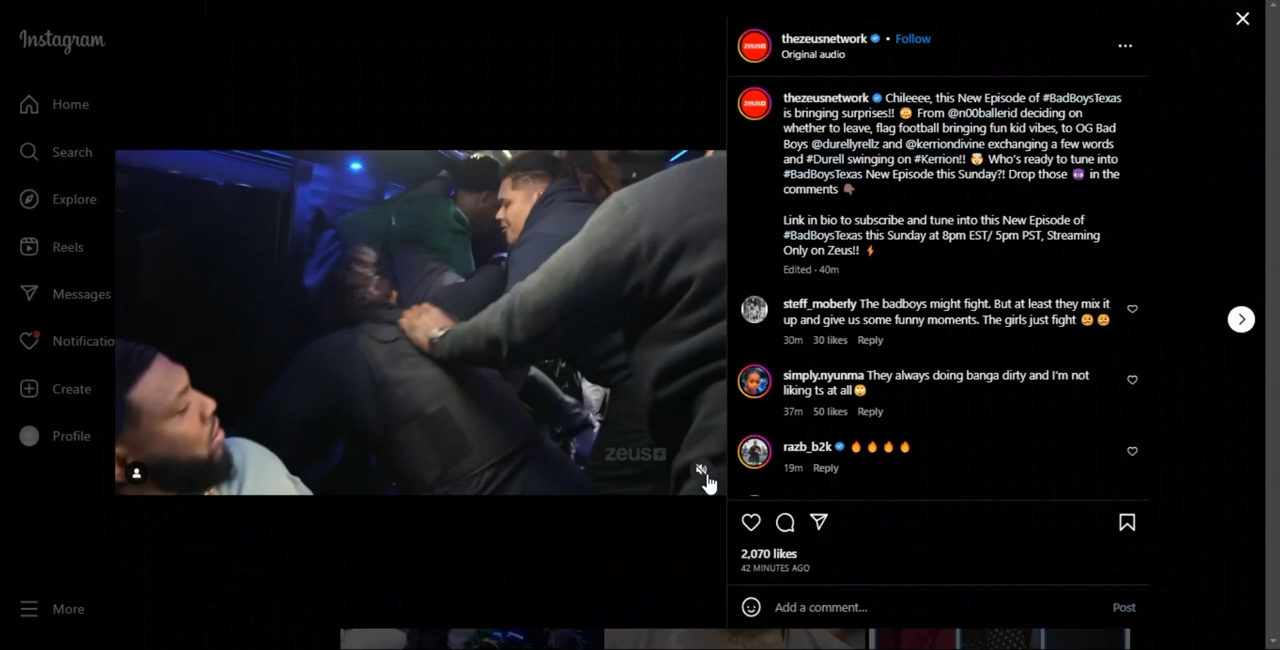 Instagram
Home
Search
Explore
Reels
Messages
Notificatio
Create
Profile
More
zeus
zeus
thezeusnetwork • Follow
Original audio
zeus
thezeusnetwork Chileeee, this New Episode of #BadBoysTexas
is bringing surprises!! 😳 From @n00ballerid deciding on
whether to leave, flag football bringing fun kid vibes, to OG Bad
Boys @durellyrellz and @kerriondivine exchanging a few words
and #Durell swinging on #Kerrion!! 🤯 Who's ready to tune into
#BadBoysTexas New Episode this Sunday?! Drop those 😈 in the
comments 👇🏾
Link in bio to subscribe and tune into this New Episode of
#BadBoysTexas this Sunday at 8pm EST/ 5pm PST, Streaming
Only on Zeus!! ⚡
Edited · 40m
steff_moberly The badboys might fight. But at least they mix it
up and give us some funny moments. The girls just fight
30m 30 likes Reply
simply.nyunma They always doing banga dirty and I'm not
liking ts at all🙄
37m 50 likes Reply
razb_b2k 🔥🔥🔥🔥
19m Reply
2,070 likes
42 MINUTES AGO
Add a comment...
Post